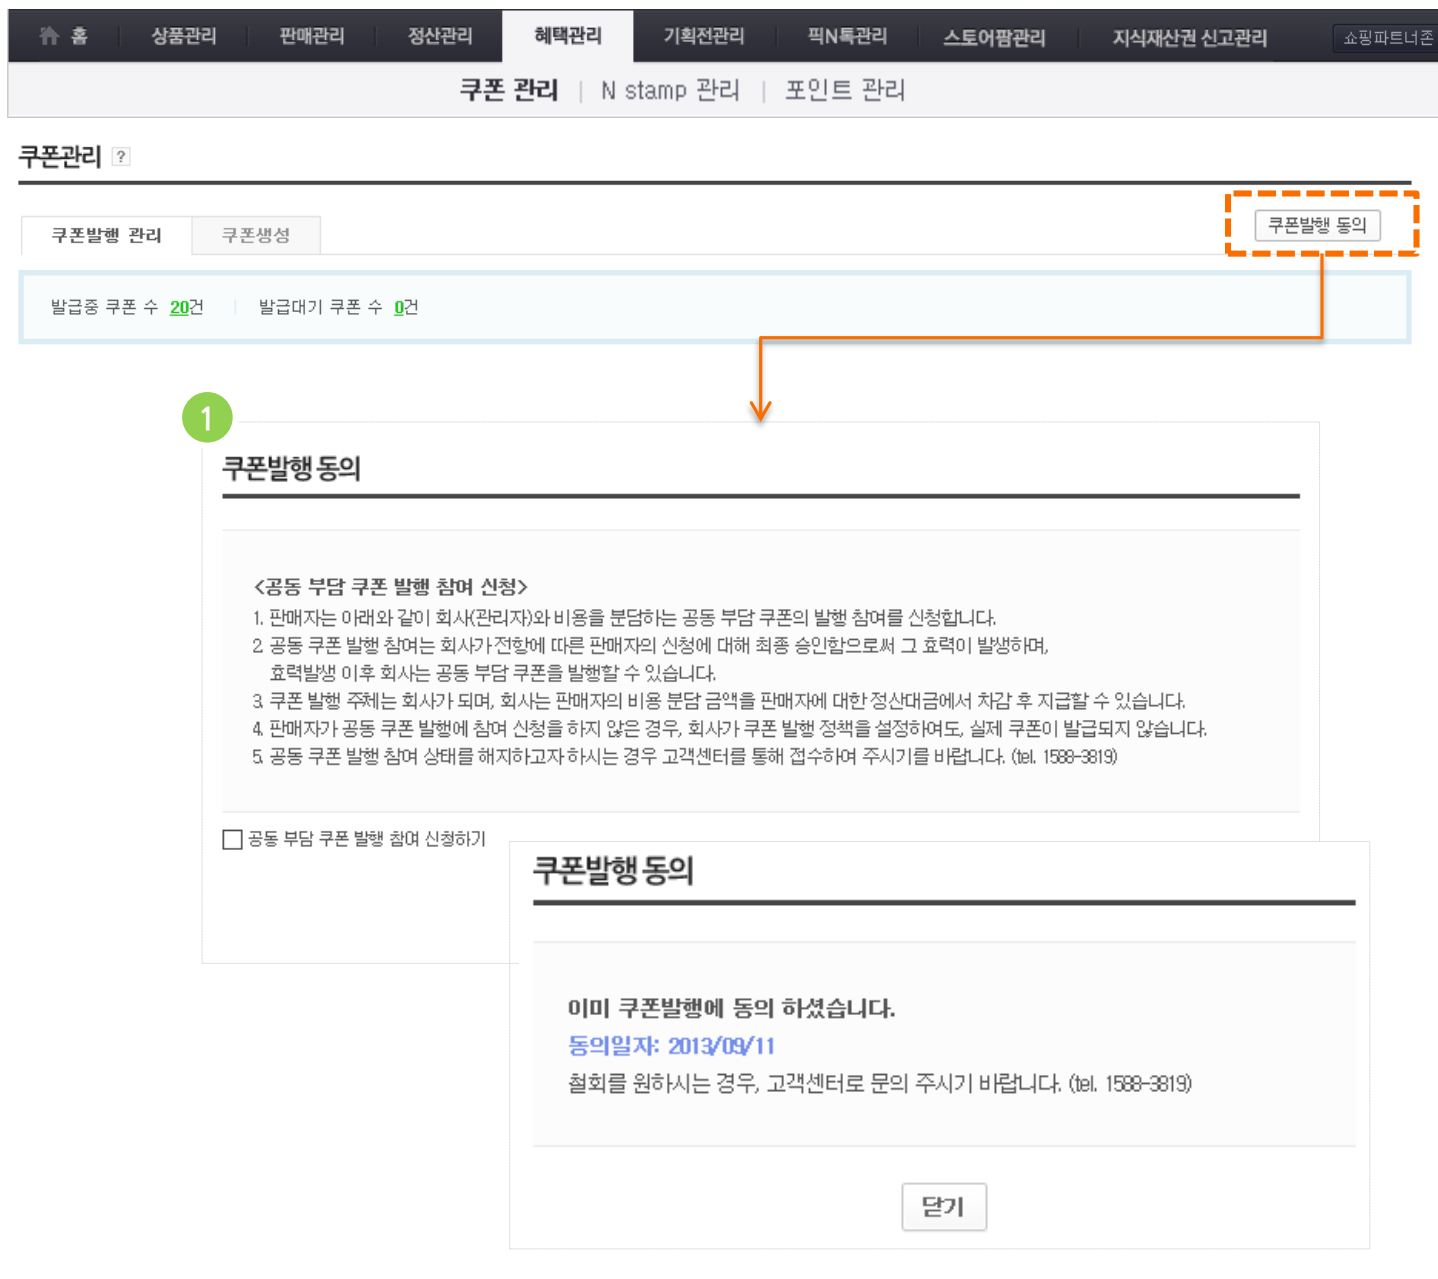 홈 상품관리 판매관리 정산관리 혜택관리 기획전관리 픽N톡관리 스토어팜관리 지식재산권 신고관리 쇼핑파트너존
쿠폰 관리 | N stamp 관리 | 포인트 관리
쿠폰관리 ?
쿠폰발행 관리 쿠폰생성 쿠폰발행 동의
발급중 쿠폰 수 20건 발급대기 쿠폰 수 0건
1
쿠폰발행 동의
<공동 부담 쿠폰 발행 참여 신청>
1. 판매자는 아래와 같이 회사(관리자)와 비용을 분담하는 공동 부담 쿠폰의 발행 참여를 신청합니다.
2. 공동 쿠폰 발행 참여는 회사가 전항에 따른 판매자의 신청에 대해 최종 승인함으로써 그 효력이 발생하며,
효력발생 이후 회사는 공동 부담 쿠폰을 발행할 수 있습니다.
3. 쿠폰 발행 주체는 회사가 되며, 회사는 판매자의 비용 분담 금액을 판매자에 대한 정산대금에서 차감 후 지급할 수 있습니다.
4. 판매자가 공동 쿠폰 발행에 참여 신청을 하지 않은 경우, 회사가 쿠폰 발행 정책을 설정하여도, 실제 쿠폰이 발급되지 않습니다.
5. 공동 쿠폰 발행 참여 상태를 해지하고자 하시는 경우 고객센터를 통해 접수하여 주시기를 바랍니다. (tel. 1588-3819)
공동 부담 쿠폰 발행 참여 신청하기
쿠폰발행 동의
이미 쿠폰발행에 동의 하셨습니다.
동의일자: 2013/09/11
철회를 원하시는 경우, 고객센터로 문의 주시기 바랍니다. (tel. 1588-3819)
닫기